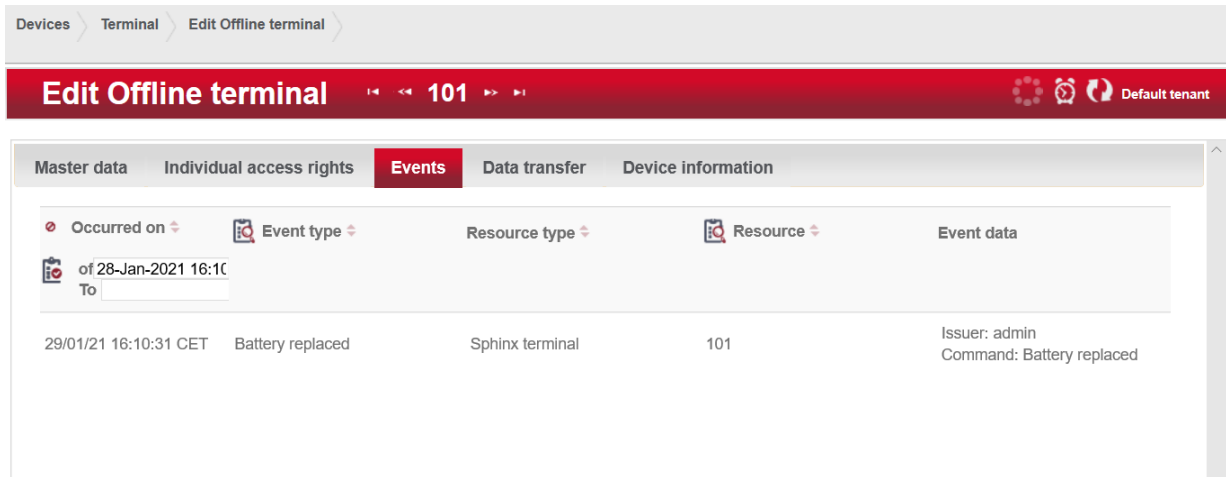 Devices Terminal Edit Offline terminal
Edit Offline terminal 101 Default tenant
Master data Individual access rights Events Data transfer Device information
Occurred on Event type Resource type Resource Event data
of 28-Jan-2021 16:10
To
29/01/21 16:10:31 CET Battery replaced Sphinx terminal 101 Issuer: admin
Command: Battery replaced